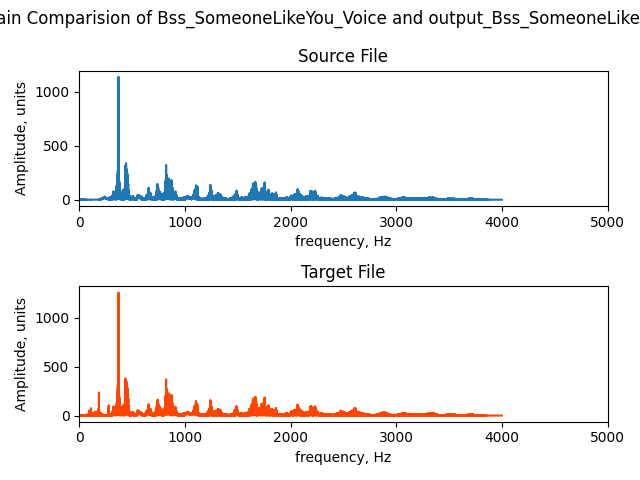 ain Comparision of Bss_SomeoneLikeYou_Voice and output_Bss_SomeoneLike
Source File
Amplitude, units
1000
500
0
0 1000 2000 3000 4000 5000
frequency, Hz
Target File
Amplitude, units
1000
500
0
0 1000 2000 3000 4000 5000
frequency, Hz